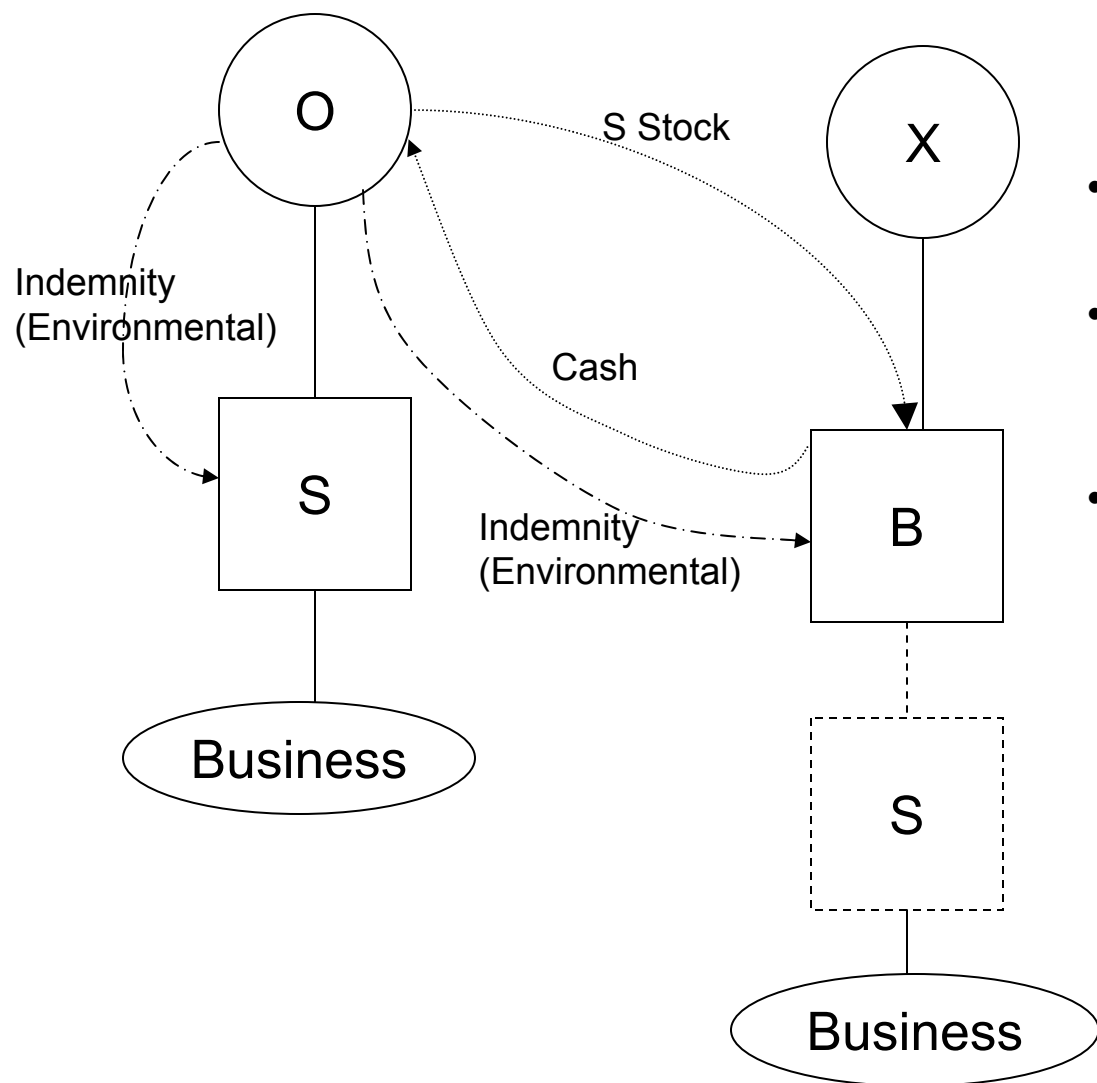 O
X
S Stock
Indemnity
(Environmental)
Cash
S
Indemnity
(Environmental)
B
Business
S
Business